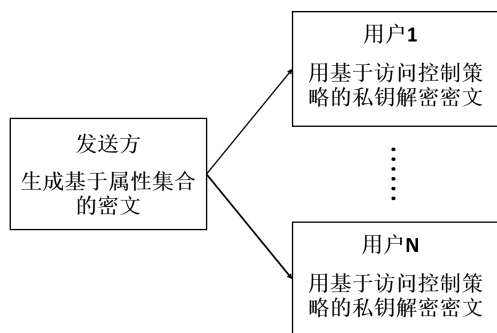 发送方
生成基于属性集合
的密文
用户1
用基于访问控制策
略的私钥解密密文
用户N
用基于访问控制策
略的私钥解密密文